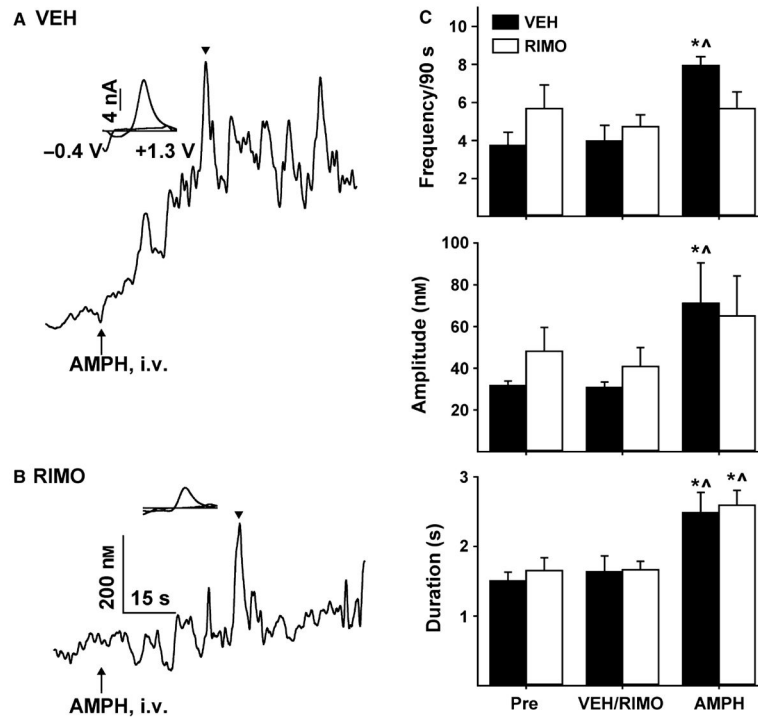 A VEH
4 nA
−0.4 V +1.3 V
AMPH, i.v.
B RIMO
200 nM
15 s
AMPH, i.v.
C
VEH
RIMO
Frequency/90 s
10
8
6
4
2
*^
Amplitude (nM)
100
80
60
40
20
*^
Duration (s)
3
2
1
*^ *^
Pre VEH/RIMO AMPH